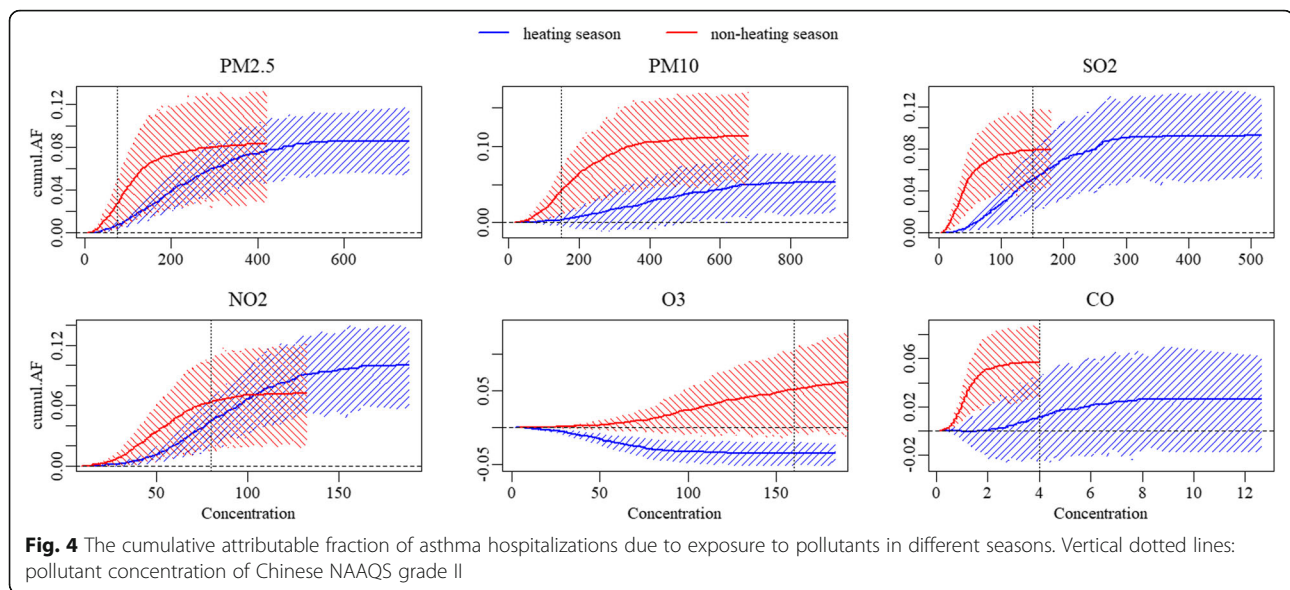 heating season non-heating season
PM2.5 PM10 SO2
cumul.AF
0.00 0.04 0.08 0.12
0 200 400 600
0.00 0.10
0 200 400 600 800
0.00 0.04 0.08 0.12
0 100 200 300 400 500
NO2 O3 CO
cumul.AF
0.00 0.06 0.12
50 100 150
Concentration
-0.05 0.05
0 50 100 150
Concentration
-0.02 0.02 0.06
0 2 4 6 8 10 12
Concentration
Fig. 4 The cumulative attributable fraction of asthma hospitalizations due to exposure to pollutants in different seasons. Vertical dotted lines:
pollutant concentration of Chinese NAAQS grade II